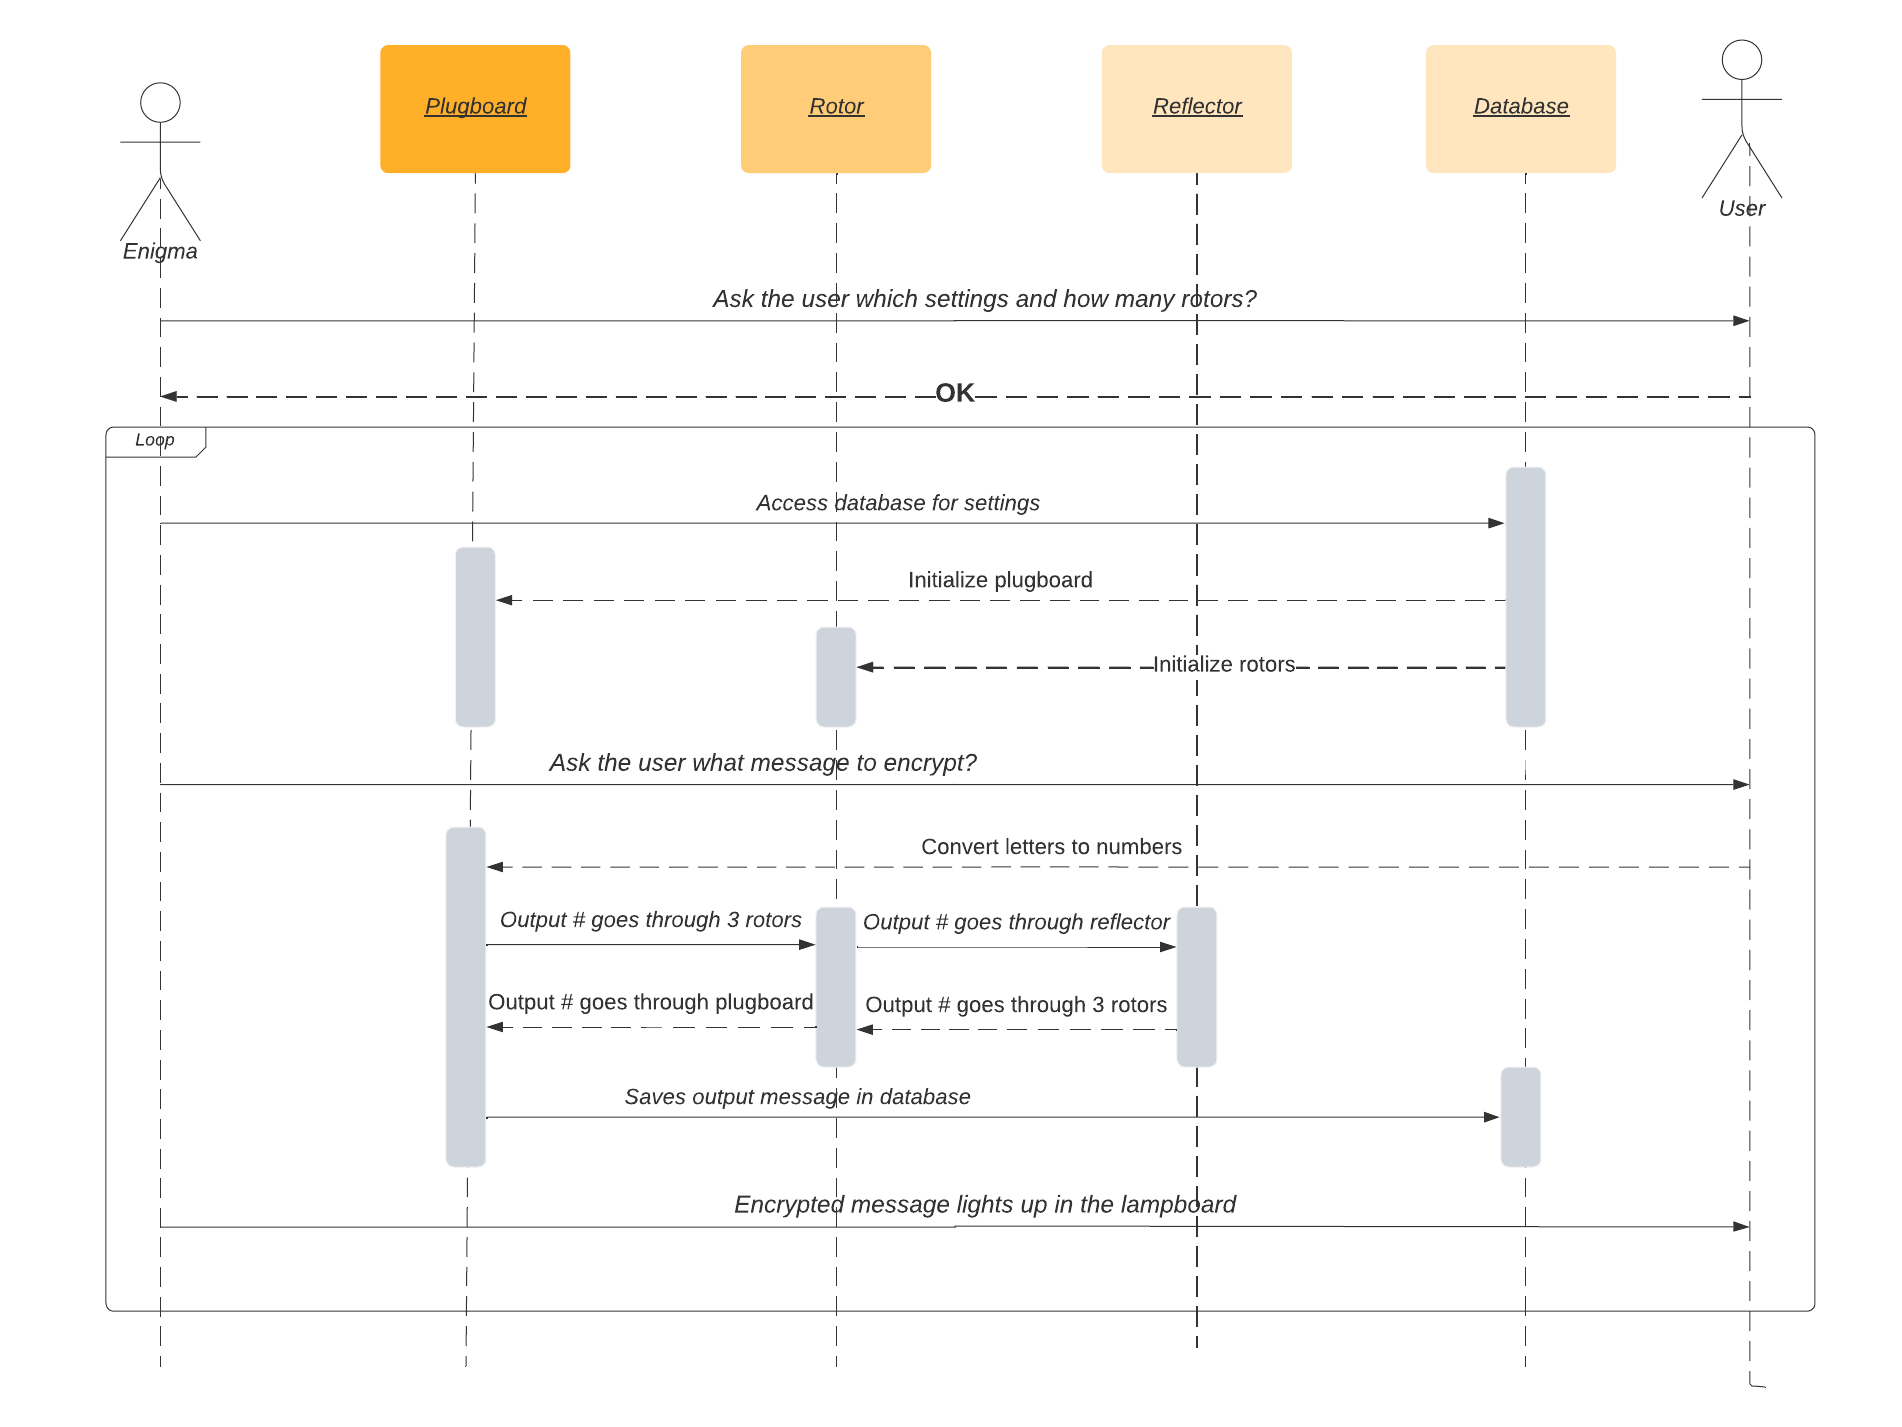 Plugboard
Rotor
Reflector
Database
User
Enigma
Ask the user which settings and how many rotors?
OK
Loop
Access database for settings
Initialize plugboard
Initialize rotors
Ask the user what message to encrypt?
Convert letters to numbers
Output # goes through 3 rotors
Output # goes through reflector
Output # goes through plugboard
Output # goes through 3 rotors
Saves output message in database
Encrypted message lights up in the lampboard